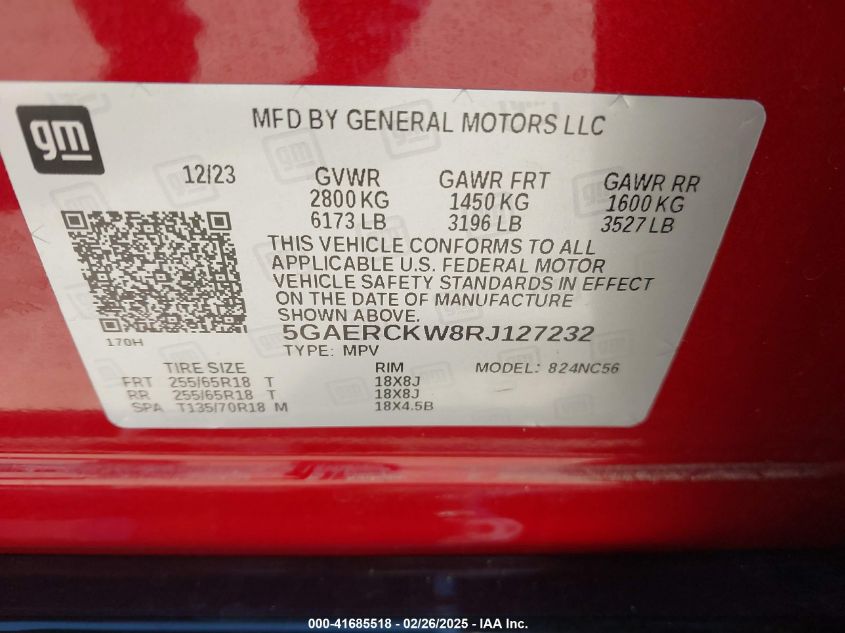 gm
MFD BY GENERAL MOTORS LLC
12/23 GVWR GAWR FRT GAWR RR
2800 KG 1450 KG 1600 KG
6173 LB 3196 LB 3527 LB
THIS VEHICLE CONFORMS TO ALL
APPLICABLE U.S. FEDERAL MOTOR
VEHICLE SAFETY STANDARDS IN EFFECT
ON THE DATE OF MANUFACTURE
SHOWN ABOVE.
170H
5GAERCKW8RJ127232
TYPE: MPV
TIRE SIZE RIM MODEL: 824NC56
FRT 255/65R18 T 18X8J
RR 255/65R18 T 18X8J
SPA T135/70R18 M 18X4.5B
000-41685518 - 02/26/2025 - IAA Inc.